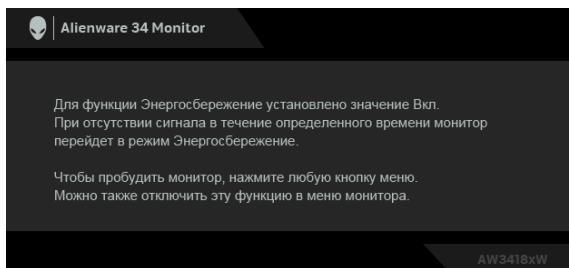 Alienware 34 Monitor
Для функции Энергосбережение установлено значение Вкл.
При отсутствии сигнала в течение определенного времени монитор
перейдет в режим Энергосбережение.
Чтобы пробудить монитор, нажмите любую кнопку меню.
Можно также отключить эту функцию в меню монитора.
AW3418xW